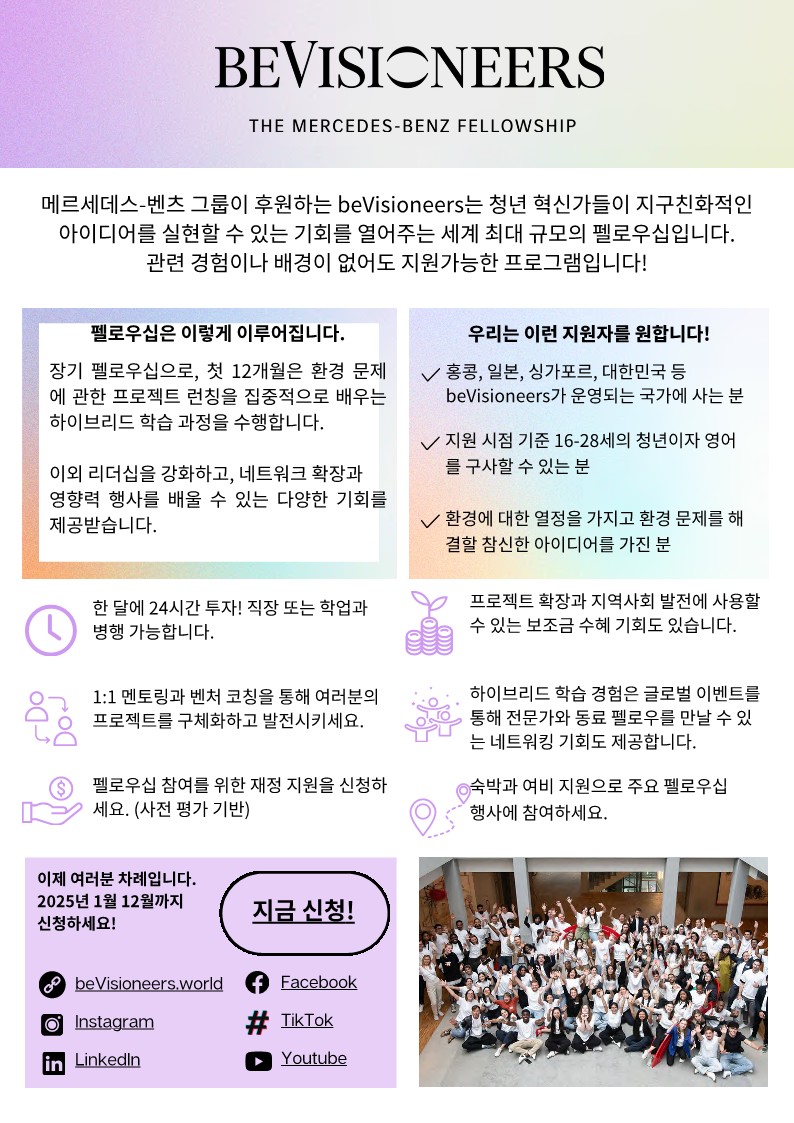 BEVISIONEERS
THE MERCEDES-BENZ FELLOWSHIP
메르세데스-벤츠 그룹이 후원하는 beVisioneers는 청년 혁신가들이 지구친화적인
아이디어를 실현할 수 있는 기회를 열어주는 세계 최대 규모의 펠로우십입니다.
관련 경험이나 배경이 없어도 지원가능한 프로그램입니다!
펠로우십은 이렇게 이루어집니다.
장기 펠로우십으로, 첫 12개월은 환경 문제
에 관한 프로젝트 런칭을 집중적으로 배우는
하이브리드 학습 과정을 수행합니다.
이외 리더십을 강화하고, 네트워크 확장과
영향력 행사를 배울 수 있는 다양한 기회를
제공받습니다.
우리는 이런 지원자를 원합니다!
홍콩, 일본, 싱가포르, 대한민국 등
beVisioneers가 운영되는 국가에 사는 분
지원 시점 기준 16-28세의 청년이자 영어
를 구사할 수 있는 분
환경에 대한 열정을 가지고 환경 문제를 해
결할 참신한 아이디어를 가진 분
한 달에 24시간 투자! 직장 또는 학업과
병행 가능합니다.
1:1 멘토링과 벤처 코칭을 통해 여러분의
프로젝트를 구체화하고 발전시키세요.
펠로우십 참여를 위한 재정 지원을 신청하
세요. (사전 평가 기반)
프로젝트 확장과 지역사회 발전에 사용할
수 있는 보조금 수혜 기회도 있습니다.
하이브리드 학습 경험은 글로벌 이벤트를
통해 전문가와 동료 펠로우를 만날 수 있
는 네트워킹 기회도 제공합니다.
숙박과 여비 지원으로 주요 펠로우십
행사에 참여하세요.
이제 여러분 차례입니다.
2025년 1월 12월까지
신청하세요!
지금 신청!
beVisioneers.world
Facebook
Instagram
TikTok
LinkedIn
Youtube